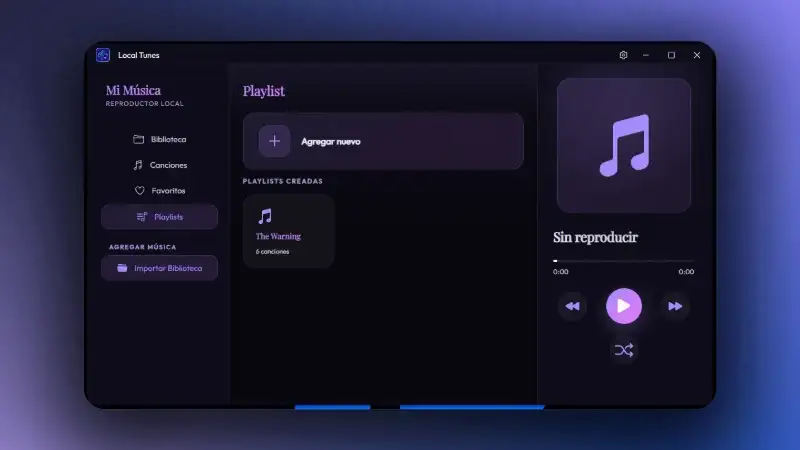 Local Tunes
Mi Música
REPRODUCTOR LOCAL
Biblioteca
Canciones
Favoritos
Playlists
AGREGAR MÚSICA
Importar Biblioteca
Playlist
Agregar nuevo
PLAYLISTS CREADAS
The Warning
6 canciones
Sin reproducir
0:00 0:00